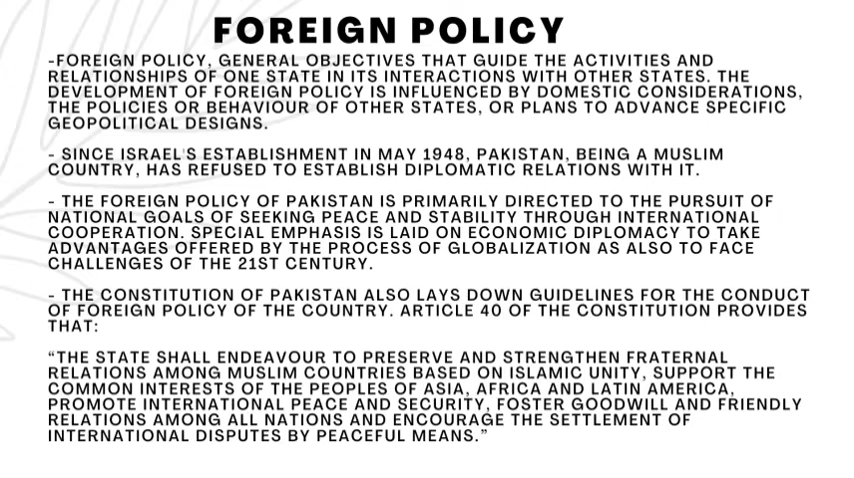 FOREIGN POLICY
-FOREIGN POLICY, GENERAL OBJECTIVES THAT GUIDE THE ACTIVITIES AND
RELATIONSHIPS OF ONE STATE IN ITS INTERACTIONS WITH OTHER STATES. THE
DEVELOPMENT OF FOREIGN POLICY IS INFLUENCED BY DOMESTIC CONSIDERATIONS,
THE POLICIES OR BEHAVIOUR OF OTHER STATES, OR PLANS TO ADVANCE SPECIFIC
GEOPOLITICAL DESIGNS.
- SINCE ISRAEL'S ESTABLISHMENT IN MAY 1948, PAKISTAN, BEING A MUSLIM
COUNTRY, HAS REFUSED TO ESTABLISH DIPLOMATIC RELATIONS WITH IT.
- THE FOREIGN POLICY OF PAKISTAN IS PRIMARILY DIRECTED TO THE PURSUIT OF
NATIONAL GOALS OF SEEKING PEACE AND STABILITY THROUGH INTERNATIONAL
COOPERATION. SPECIAL EMPHASIS IS LAID ON ECONOMIC DIPLOMACY TO TAKE
ADVANTAGES OFFERED BY THE PROCESS OF GLOBALIZATION AS ALSO TO FACE
CHALLENGES OF THE 21ST CENTURY.
- THE CONSTITUTION OF PAKISTAN ALSO LAYS DOWN GUIDELINES FOR THE CONDUCT
OF FOREIGN POLICY OF THE COUNTRY. ARTICLE 40 OF THE CONSTITUTION PROVIDES
THAT:
“THE STATE SHALL ENDEAVOUR TO PRESERVE AND STRENGTHEN FRATERNAL
RELATIONS AMONG MUSLIM COUNTRIES BASED ON ISLAMIC UNITY, SUPPORT THE
COMMON INTERESTS OF THE PEOPLES OF ASIA, AFRICA AND LATIN AMERICA,
PROMOTE INTERNATIONAL PEACE AND SECURITY, FOSTER GOODWILL AND FRIENDLY
RELATIONS AMONG ALL NATIONS AND ENCOURAGE THE SETTLEMENT OF
INTERNATIONAL DISPUTES BY PEACEFUL MEANS.”